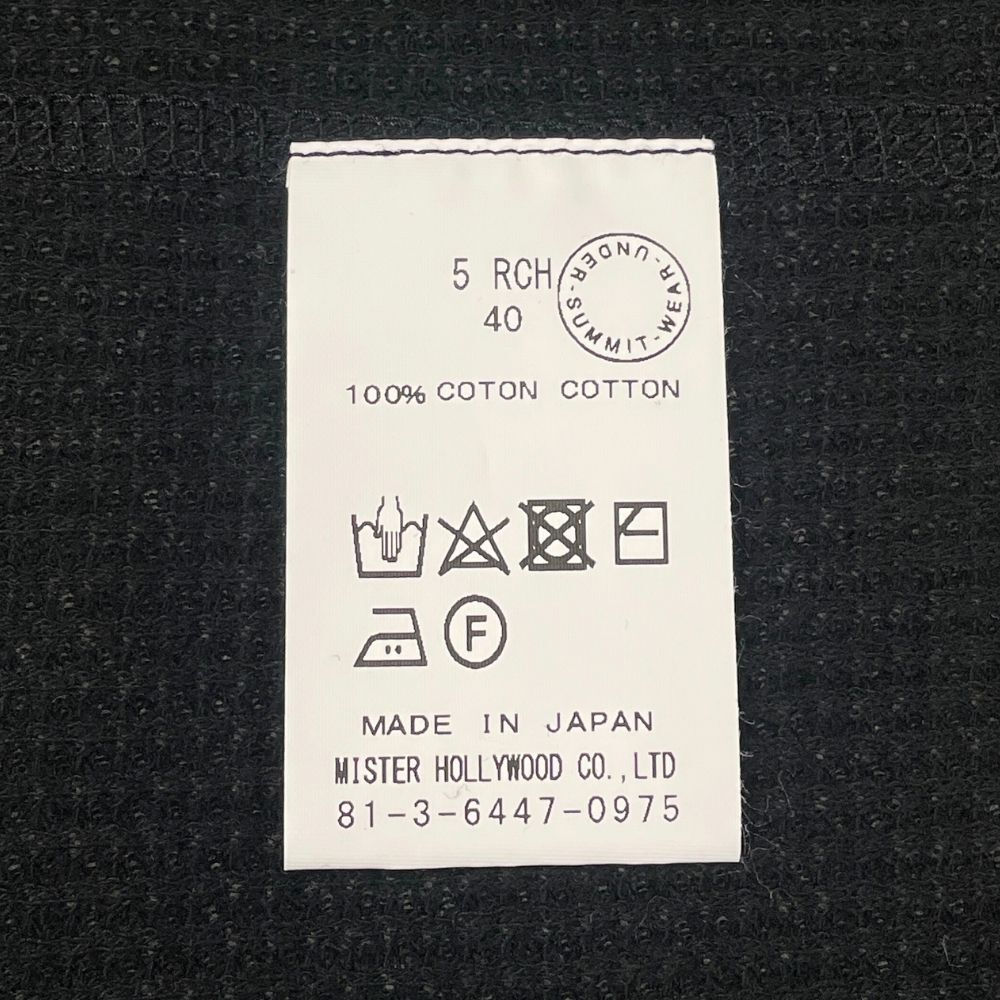 5 RCH
40
UNDER-SUMMIT-WEAR-
100% COTON COTTON
F
MADE IN JAPAN
MISTER HOLLYWOOD CO.,LTD
81-3-6447-0975